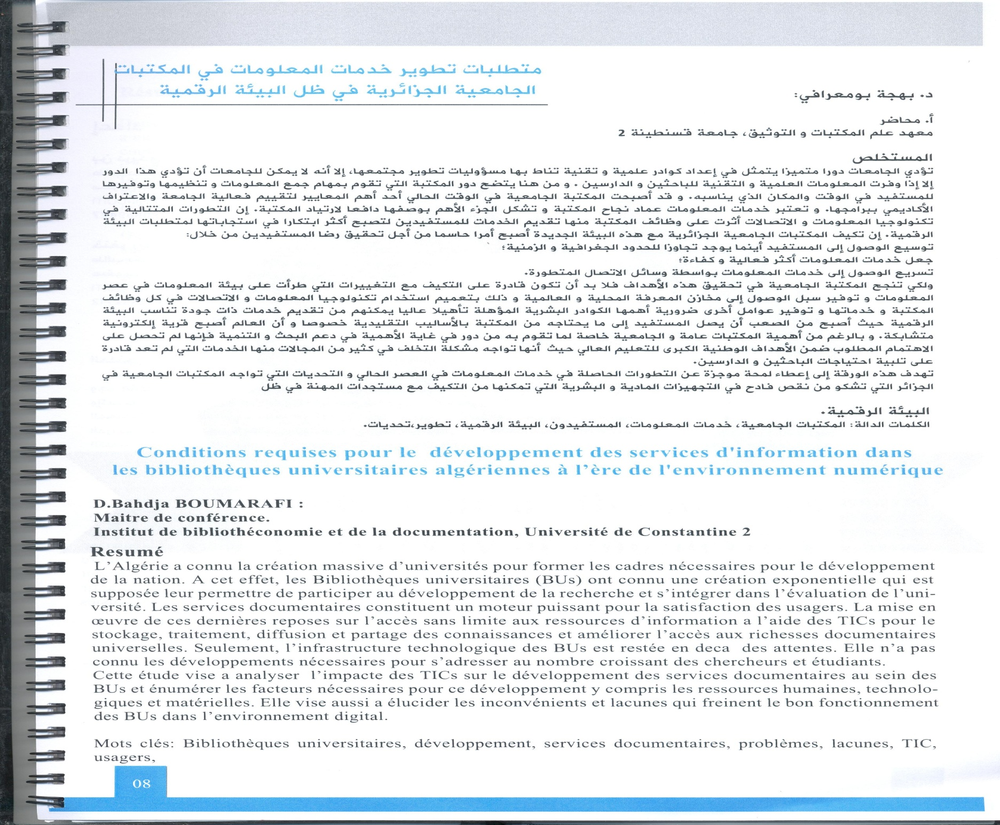 متطلبات تطوير خدمات المعلومات في المكتبات
الجامعية الجزائرية في ظل البيئة الرقمية
د. بهجة بومعرافي:
أ. محاضر
معهد علم المكتبات و التوثيق، جامعة قسنطينة 2
المستخلص
تؤدي الجامعات دورا متميزا يتمثل في إعداد كوادر علمية و تقنية تناط بها مسؤوليات تطوير مجتمعها، إلا أنه لا يمكن للجامعات أن تؤدي هذا الدور
إلا إذا وفرت المعلومات العلمية و التقنية للباحثين و الدارسين . و من هنا يتضح دور المكتبة التي تقوم بمهام جمع المعلومات و تنظيمها وتوفيرها
للمستفيد في الوقت والمكان الذي يناسبه. و قد أصبحت المكتبة الجامعية في الوقت الحالي أحد أهم المعايير لتقييم فعالية الجامعة والاعتراف
الأكاديمي ببرامجها. و تعتبر خدمات المعلومات عماد نجاح المكتبة و تشكل الجزء الأهم بوصفها دافعا لارتياد المكتبة. إن التطورات المتتالية في
تكنولوجيا المعلومات و الاتصالات أثرت على وظائف المكتبة منها تقديم الخدمات للمستفيدين لتصبح أكثر ابتكارا في استجاباتها لمتطلبات البيئة
الرقمية. إن تكيف المكتبات الجامعية الجزائرية مع هذه البيئة الجديدة أصبح أمرا حاسما من أجل تحقيق رضا المستفيدين من خلال:
توسيع الوصول إلى المستفيد أينما يوجد تجاوزا للحدود الجغرافية و الزمنية؛
جعل خدمات المعلومات أكثر فعالية و كفاءة؛
تسريع الوصول إلى خدمات المعلومات بواسطة وسائل الاتصال المتطورة.
ولكي تنجح المكتبة الجامعية في تحقيق هذه الأهداف فلا بد أن تكون قادرة على التكيف مع التغييرات التي طرأت على بيئة المعلومات في عصر
المعلومات و توفير سبل الوصول إلى مخازن المعرفة المحلية و العالمية و ذلك بتعميم استخدام تكنولوجيا المعلومات و الاتصالات في كل وظائف
المكتبة و خدماتها و توفير عوامل أخرى ضرورية أهمها الكوادر البشرية المؤهلة تأهيلا عاليا يمكنهم من تقديم خدمات ذات جودة تناسب البيئة
الرقمية حيث أصبح من الصعب أن يصل المستفيد إلى ما يحتاجه من المكتبة بالأساليب التقليدية خصوصا و أن العالم أصبح قرية إلكترونية
متشابكة. و بالرغم من أهمية المكتبات عامة و الجامعية خاصة لما تقوم به من دور في غاية الأهمية في دعم البحث و التنمية فإنها لم تحصل على
الاهتمام المطلوب ضمن الأهداف الوطنية الكبرى للتعليم العالي حيث أنها تواجه مشكلة التخلف في كثير من المجالات منها الخدمات التي لم تعد قادرة
على تلبية احتياجات الباحثين و الدارسين.
تهدف هذه الورقة إلى إعطاء لمحة موجزة عن التطورات الحاصلة في خدمات المعلومات في العصر الحالي و التحديات التي تواجه المكتبات الجامعية في
الجزائر التي تشكو من نقص فادح في التجهيزات المادية و البشرية التي تمكنها من التكيف مع مستجدات المهنة في ظل
البيئة الرقمية.
الكلمات الدالة: المكتبات الجامعية، خدمات المعلومات، المستفيدون، البيئة الرقمية، تطوير،تحديات.
Conditions requises pour le développement des services d'information dans
les bibliothèques universitaires algériennes à l’ère de l'environnement numérique
D.Bahdja BOUMARAFI :
Maitre de conférence.
Institut de bibliothéconomie et de la documentation, Université de Constantine 2
Resumé
L’Algérie a connu la création massive d’universités pour former les cadres nécessaires pour le développement
de la nation. A cet effet, les Bibliothèques universitaires (BUs) ont connu une création exponentielle qui est
supposée leur permettre de participer au développement de la recherche et s’intégrer dans l’évaluation de l’uni-
versité. Les services documentaires constituent un moteur puissant pour la satisfaction des usagers. La mise en
œuvre de ces dernières reposes sur l’accès sans limite aux ressources d’information a l’aide des TICs pour le
stockage, traitement, diffusion et partage des connaissances et améliorer l’accès aux richesses documentaires
universelles. Seulement, l’infrastructure technologique des BUs est restée en deca des attentes. Elle n’a pas
connu les développements nécessaires pour s’adresser au nombre croissant des chercheurs et étudiants.
Cette étude vise a analyser l’impacte des TICs sur le développement des services documentaires au sein des
BUs et énumérer les facteurs nécessaires pour ce développement y compris les ressources humaines, technolo-
giques et matérielles. Elle vise aussi a élucider les inconvénients et lacunes qui freinent le bon fonctionnement
des BUs dans l’environnement digital.
Mots clés: Bibliothèques universitaires, développement, services documentaires, problèmes, lacunes, TIC,
usagers,
08